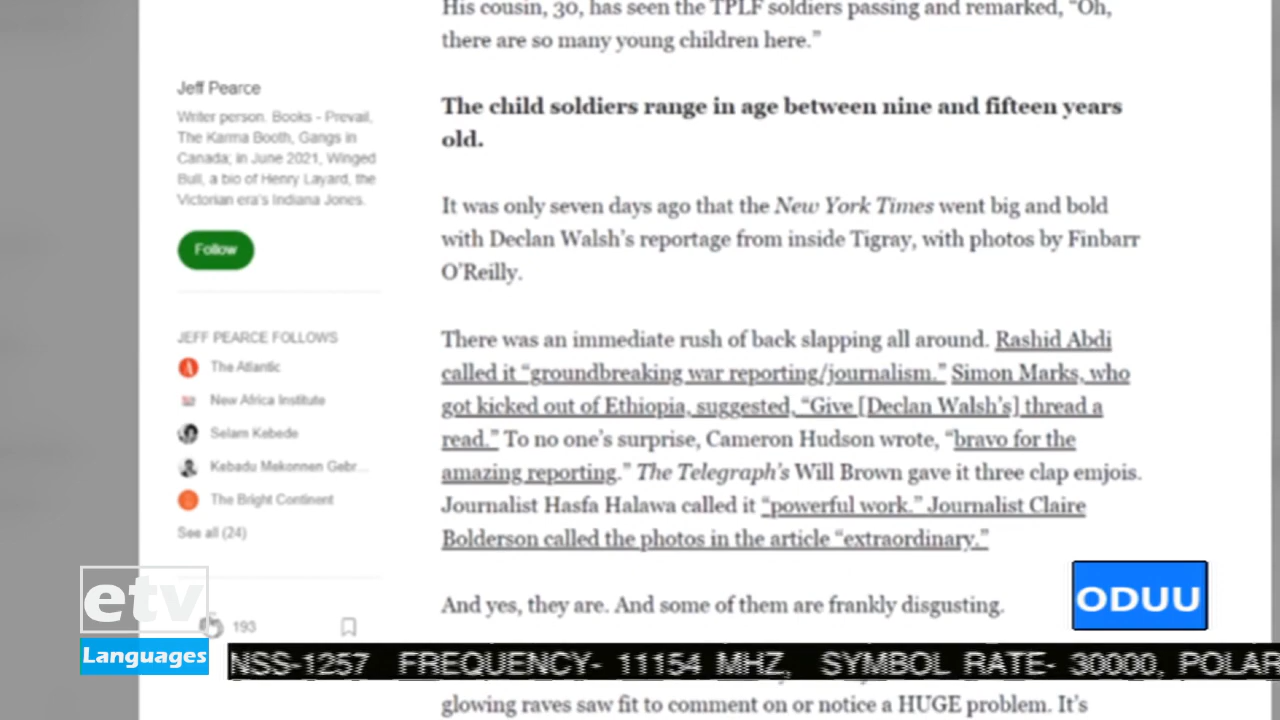 His cousin, 30, has seen the TPLF soldiers passing and remarked, "Oh,
there are so many young children here."
Jeff Pearce
Writer person. Books - Prevail,
The Karma Booth, Gangs in
Canada; in June 2021, Winged
Bull, a bio of Henry Layard, the
Victorian era's Indiana Jones.
Follow
JEFF PEARCE FOLLOWS
The Atlantic
New Africa Institute
Selam Kebede
Kebadu Mekonnen Gebr...
The Bright Continent
See all (24)
193
The child soldiers range in age between nine and fifteen years
old.
It was only seven days ago that the New York Times went big and bold
with Declan Walsh's reportage from inside Tigray, with photos by Finbarr
O'Reilly.
There was an immediate rush of back slapping all around. Rashid Abdi
called it "groundbreaking war reporting/journalism." Simon Marks, who
got kicked out of Ethiopia, suggested, "Give [Declan Walsh's] thread a
read." To no one's surprise, Cameron Hudson wrote, "bravo for the
amazing reporting." The Telegraph's Will Brown gave it three clap emjois.
Journalist Hasfa Halawa called it "powerful work." Journalist Claire
Bolderson called the photos in the article "extraordinary."
And yes, they are. And some of them are frankly disgusting.
glowing raves saw fit to comment on or notice a HUGE problem. It's
etv
Languages
ODUU
NSS-1257 FREQUENCY- 11154 MHZ, SYMBOL RATE- 30000, POLAR